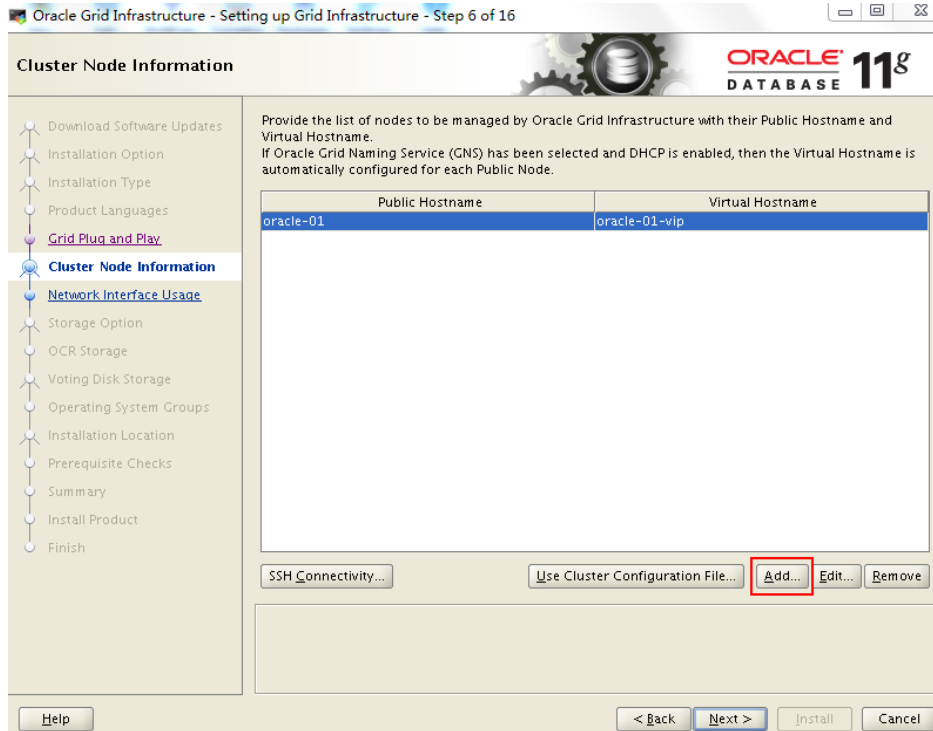 Oracle Grid Infrastructure - Setting up Grid Infrastructure - Step 6 of 16
Cluster Node Information
ORACLE 11g
DATABASE
Download Software Updates
Installation Option
Installation Type
Product Languages
Grid Plug and Play
Cluster Node Information
Network Interface Usage
Storage Option
OCR Storage
Voting Disk Storage
Operating System Groups
Installation Location
Prerequisite Checks
Summary
Install Product
Finish
Provide the list of nodes to be managed by Oracle Grid Infrastructure with their Public Hostname and
Virtual Hostname.
If Oracle Grid Naming Service (GNS) has been selected and DHCP is enabled, then the Virtual Hostname is
automatically configured for each Public Node.
Public Hostname Virtual Hostname
oracle-01 oracle-01-vip
SSH Connectivity... Use Cluster Configuration File... Add... Edit... Remove
Help < Back Next > Install Cancel